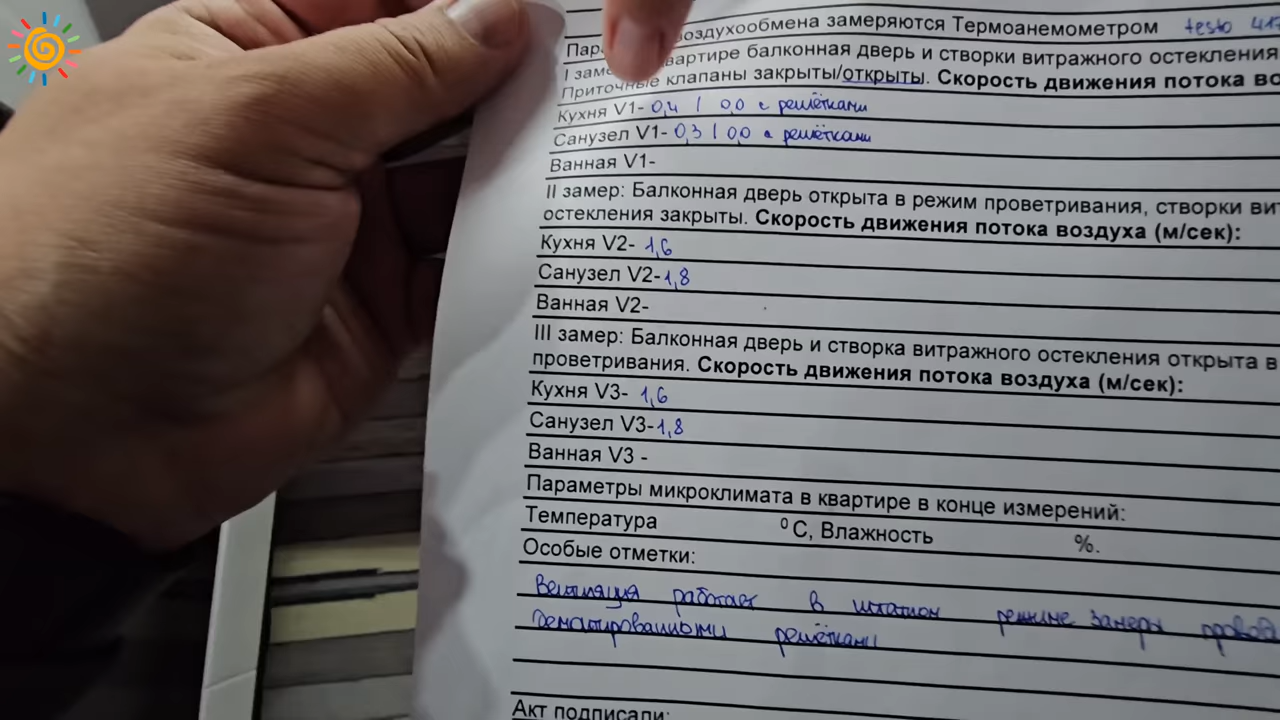 воздухообмена замеряются Термоанемометром testo 417
I квартире балконная дверь и створки витражного остекления
Приточные клапаны закрыты/открыты. Скорость движения потока
Кухня V1- 0,4 / 0,0 с решётками
Санузел V1- 0,3 / 0,0 с решётками
Ванная V1-
II замер: Балконная дверь открыта в режим проветривания, створки
остекления закрыты. Скорость движения потока воздуха (м/сек):
Кухня V2- 1,6
Санузел V2- 1,8
Ванная V2-
III замер: Балконная дверь и створка витражного остекления открыта в
проветривания. Скорость движения потока воздуха (м/сек):
Кухня V3- 1,6
Санузел V3- 1,8
Ванная V3 -
Параметры микроклимата в квартире в конце измерений:
Температура ⁰ С, Влажность %.
Особые отметки:
Вентиляция работает в штатном режиме замеры
демонтированными решётками
Акт подписали: